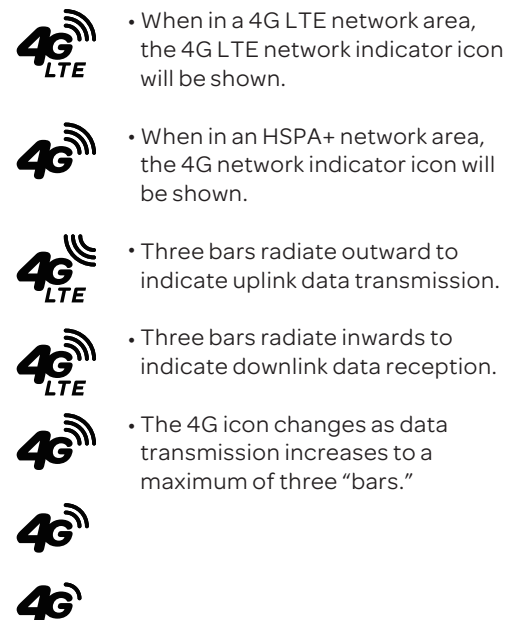 4G
LTE
• When in a 4G LTE network area,
the 4G LTE network indicator icon
will be shown.
4G
• When in an HSPA+ network area,
the 4G network indicator icon will
be shown.
4G
LTE
• Three bars radiate outward to
indicate uplink data transmission.
4G
LTE
• Three bars radiate inwards to
indicate downlink data reception.
4G
• The 4G icon changes as data
transmission increases to a
maximum of three “bars.”
4G
4G